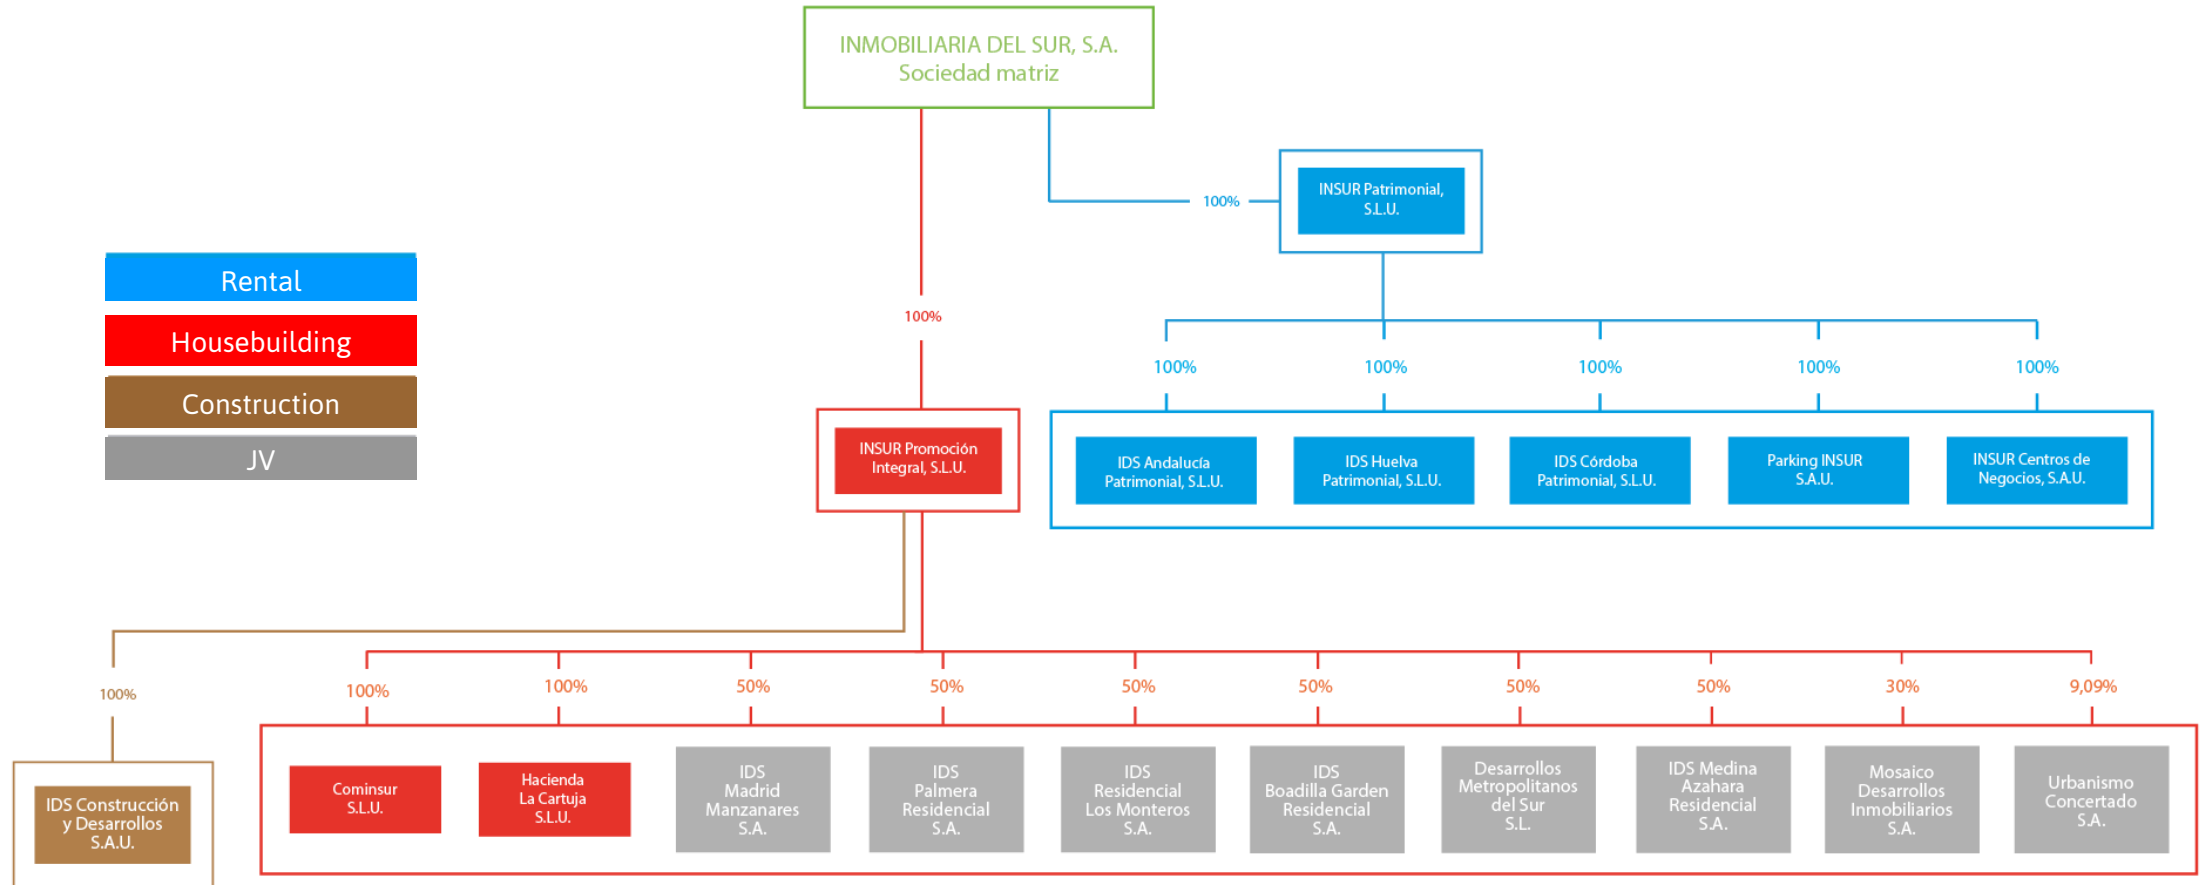 INMOBILIARIA DEL SUR, S.A.
Sociedad matriz
100%
INSUR Patrimonial,
S.L.U.
Rental
Housebuilding
Construction
JV
100%
100%
100%
100%
100%
100%
INSUR Promoción
Integral, S.L.U.
IDS Andalucía
Patrimonial, S.L.U.
IDS Huelva
Patrimonial, S.L.U.
IDS Córdoba
Patrimonial, S.L.U.
Parking INSUR
S.A.U.
INSUR Centros de
Negocios, S.A.U.
100%
100%
100%
50%
50%
50%
50%
50%
50%
30%
9,09%
IDS Construcción
y Desarrollos
S.A.U.
Cominsur
S.L.U.
Hacienda
La Cartuja
S.L.U.
IDS
Madrid
Manzanares
S.A.
IDS
Palmera
Residencial
S.A.
IDS
Residencial
Los Monteros
S.A.
IDS
Boadilla Garden
Residencial
S.A.
Desarrollos
Metropolitanos
del Sur
S.L.
IDS Medina
Azahara
Residencial
S.A.
Mosaico
Desarrollos
Inmobiliarios
S.A.
Urbanismo
Concertado
S.A.